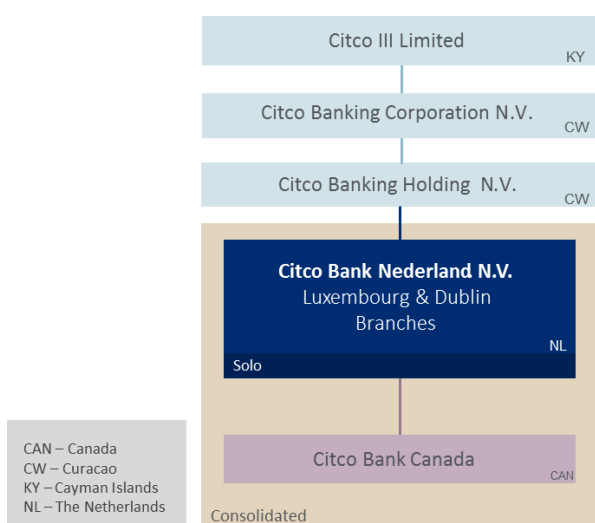 Citco III Limited
KY
Citco Banking Corporation N.V.
CW
Citco Banking Holding N.V.
CW
Citco Bank Nederland N.V.
Luxembourg & Dublin
Branches
NL
Solo
Citco Bank Canada
CAN
Consolidated
CAN – Canada
CW – Curacao
KY – Cayman Islands
NL – The Netherlands